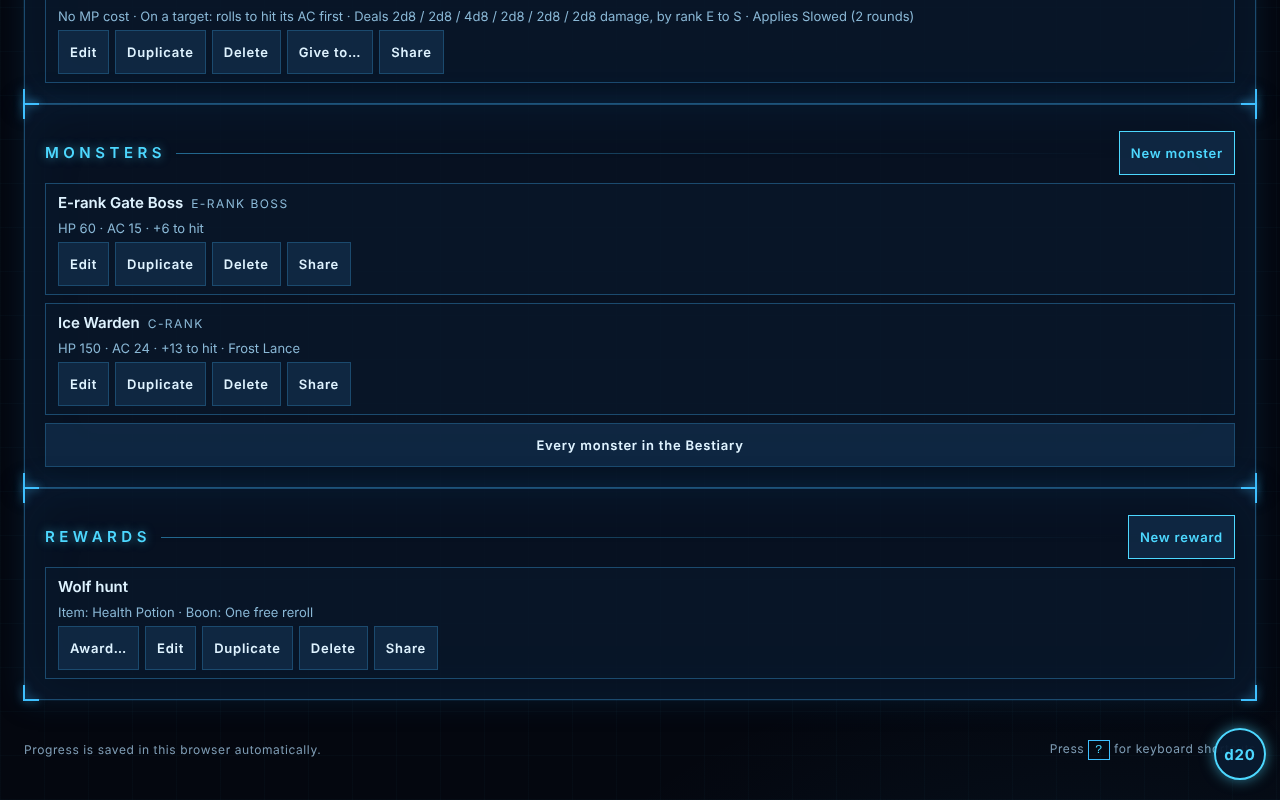 No MP cost · On a target: rolls to hit its AC first · Deals 2d8 / 2d8 / 4d8 / 2d8 / 2d8 / 2d8 damage, by rank E to S · Applies Slowed (2 rounds)
Edit Duplicate Delete Give to... Share
MONSTERS New monster
E-rank Gate Boss E-RANK BOSS
HP 60 · AC 15 · +6 to hit
Edit Duplicate Delete Share
Ice Warden C-RANK
HP 150 · AC 24 · +13 to hit · Frost Lance
Edit Duplicate Delete Share
Every monster in the Bestiary
REWARDS New reward
Wolf hunt
Item: Health Potion · Boon: One free reroll
Award... Edit Duplicate Delete Share
Progress is saved in this browser automatically. Press ? for keyboard
d20